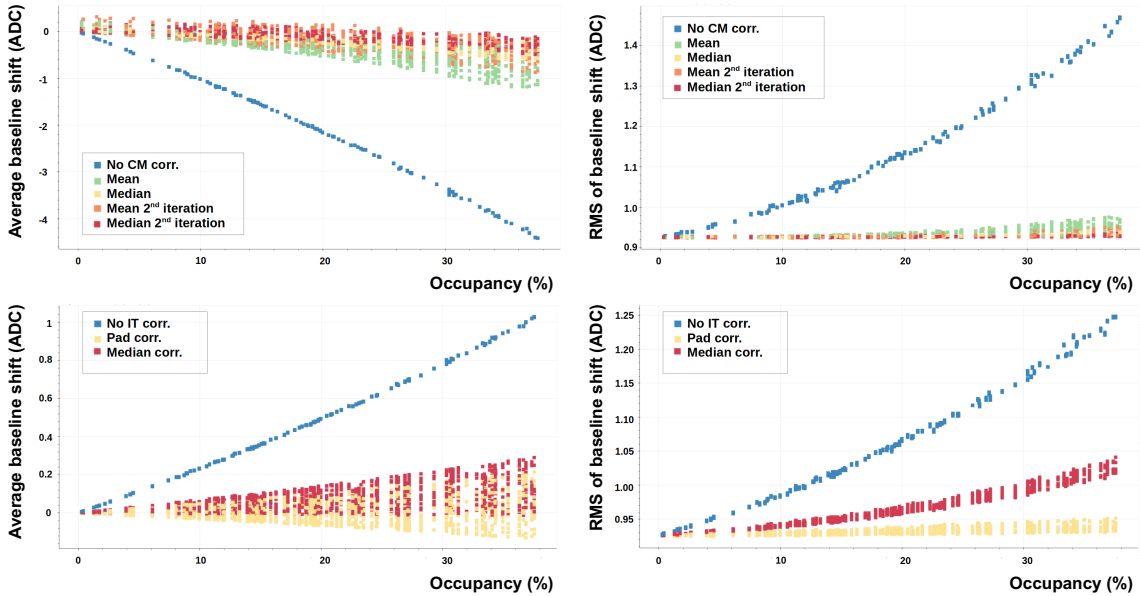 Average baseline shift (ADC)
0
-1
-2
-3
-4
No CM corr.
Mean
Median
Mean 2nd iteration
Median 2nd iteration
0 10 20 30
Occupancy (%)
RMS of baseline shift (ADC)
1.4
1.3
1.2
1.1
1.0
0.9
No CM corr.
Mean
Median
Mean 2nd iteration
Median 2nd iteration
0 10 20 30
Occupancy (%)
Average baseline shift (ADC)
1
0.8
0.6
0.4
0.2
0
No IT corr.
Pad corr.
Median corr.
0 10 20 30
Occupancy (%)
RMS of baseline shift (ADC)
1.25
1.20
1.15
1.10
1.05
1.00
0.95
No IT corr.
Pad corr.
Median corr.
0 10 20 30
Occupancy (%)